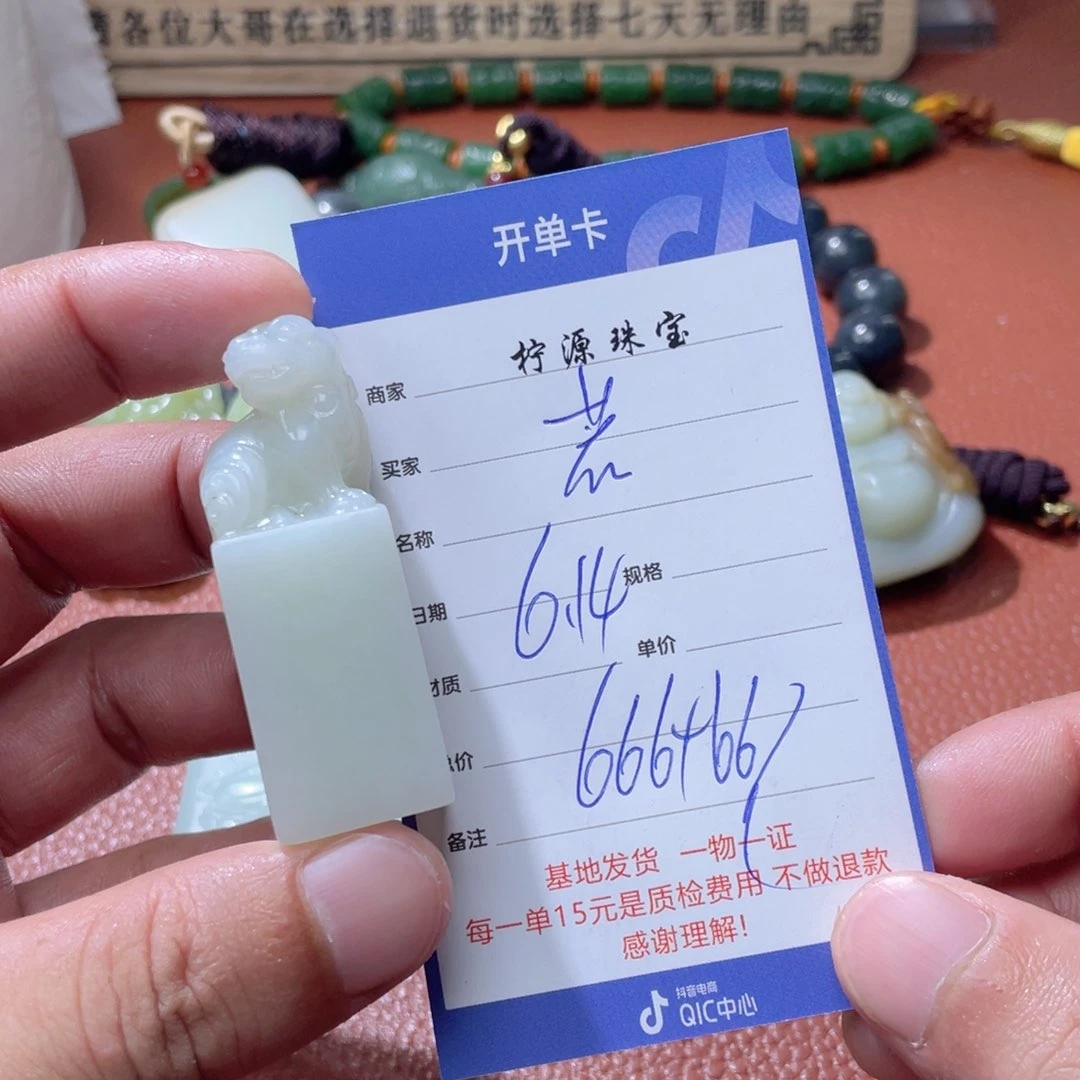 各位大哥在选择退货时选择七天无理由
开单卡
商家 柠源珠宝
买家
名称
日期 6.14 规格
材质 单价
总价
备注
基地发货 一物一证
每一单15元是质检费用 不做退款
感谢理解!
抖音电商
QIC中心